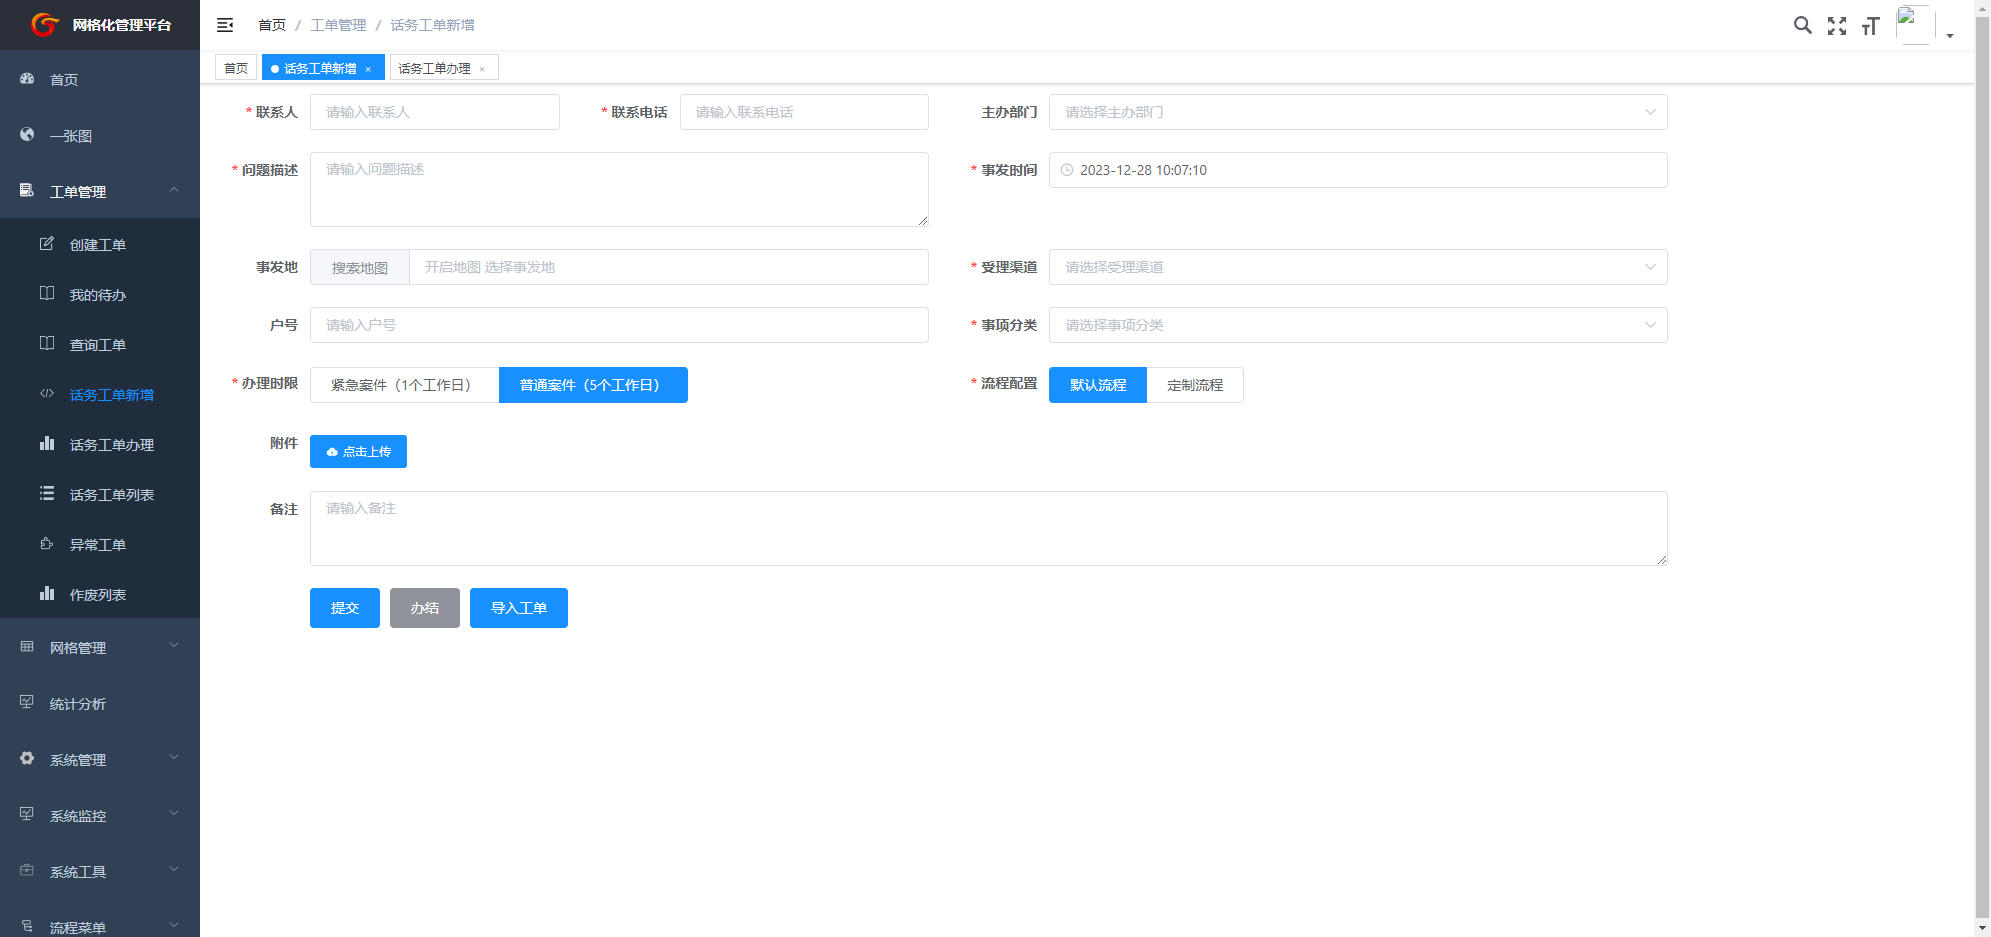 网格化管理平台
首页
一张图
工单管理
创建工单
我的待办
查询工单
话务工单新增
话务工单办理
话务工单列表
异常工单
作废列表
网格管理
统计分析
系统管理
系统监控
系统工具
流程菜单
首页 / 工单管理 / 话务工单新增
首页 话务工单新增 × 话务工单办理 ×
* 联系人 请输入联系人 * 联系电话 请输入联系电话 主办部门 请选择主办部门
* 问题描述 请输入问题描述 * 事发时间 2023-12-28 10:07:10
事发地 搜索地图 开启地图 选择事发地 * 受理渠道 请选择受理渠道
户号 请输入户号 * 事项分类 请选择事项分类
* 办理时限 紧急案件（1个工作日） 普通案件（5个工作日） * 流程配置 默认流程 定制流程
附件 点击上传
备注 请输入备注
提交 办结 导入工单